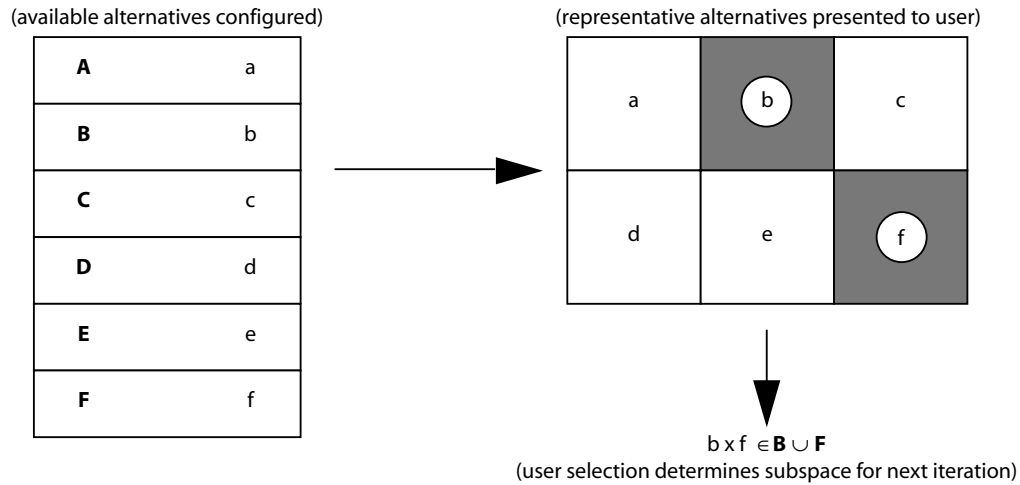 (available alternatives configured)
A a
B b
C c
D d
E e
F f
(representative alternatives presented to user)
a b c
d e f
b x f ∈ B ∪ F
(user selection determines subspace for next iteration)